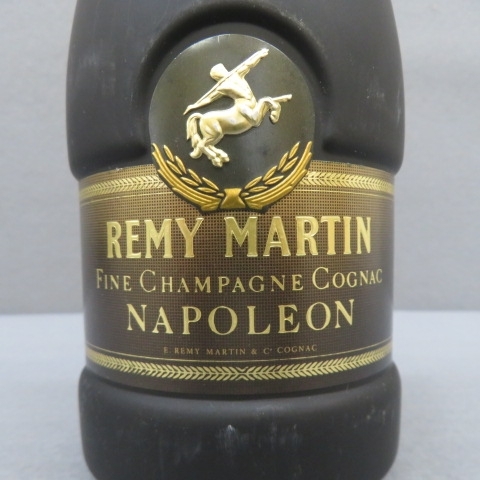 REMY MARTIN
FINE CHAMPAGNE COGNAC
NAPOLEON
E. REMY MARTIN & Cº COGNAC